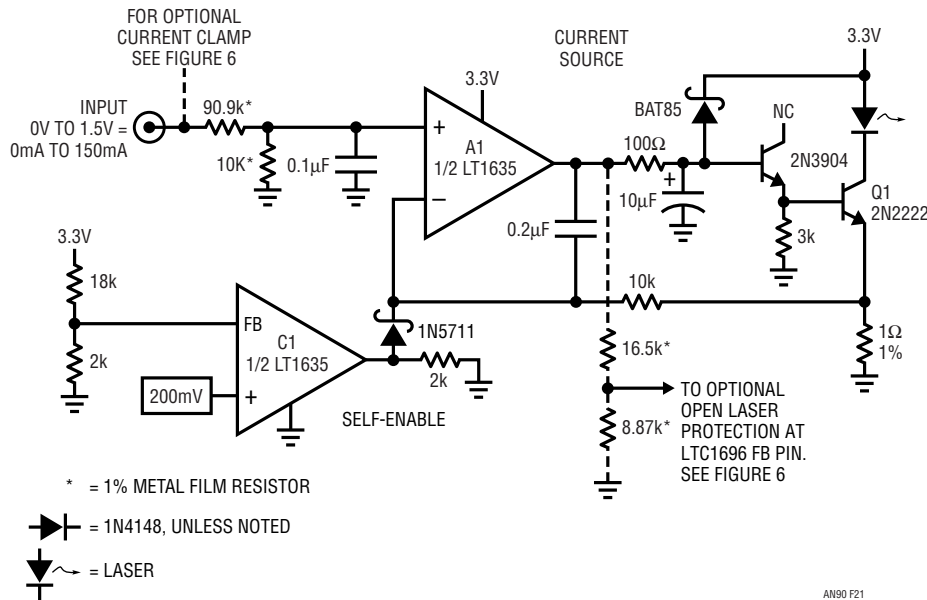 FOR OPTIONAL
CURRENT CLAMP
SEE FIGURE 6
CURRENT
SOURCE
3.3V
INPUT
0V TO 1.5V =
0mA TO 150mA
90.9k*
10K*
0.1µF
3.3V
+
A1
1/2 LT1635
–
100Ω
BAT85
NC
2N3904
+
10µF
0.2µF
3k
Q1
2N2222
3.3V
18k
2k
FB
C1
1/2 LT1635
200mV
+
1N5711
2k
SELF-ENABLE
10k
1Ω
1%
16.5k*
8.87k*
TO OPTIONAL
OPEN LASER
PROTECTION AT
LTC1696 FB PIN.
SEE FIGURE 6
* = 1% METAL FILM RESISTOR
= 1N4148, UNLESS NOTED
= LASER
AN90 F21